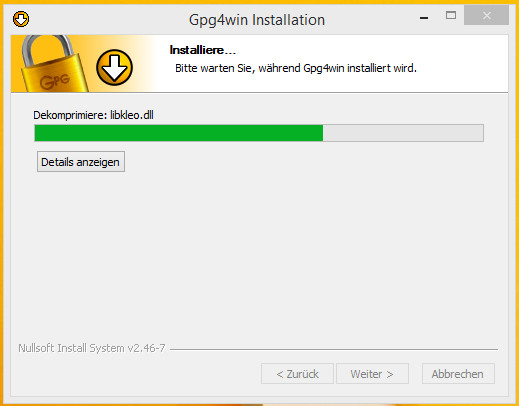 Gpg4win Installation
GPG
Installiere...
Bitte warten Sie, während Gpg4win installiert wird.
Dekomprimiere: libkleo.dll
Details anzeigen
Nullsoft Install System v2.46-7
< Zurück
Weiter >
Abbrechen